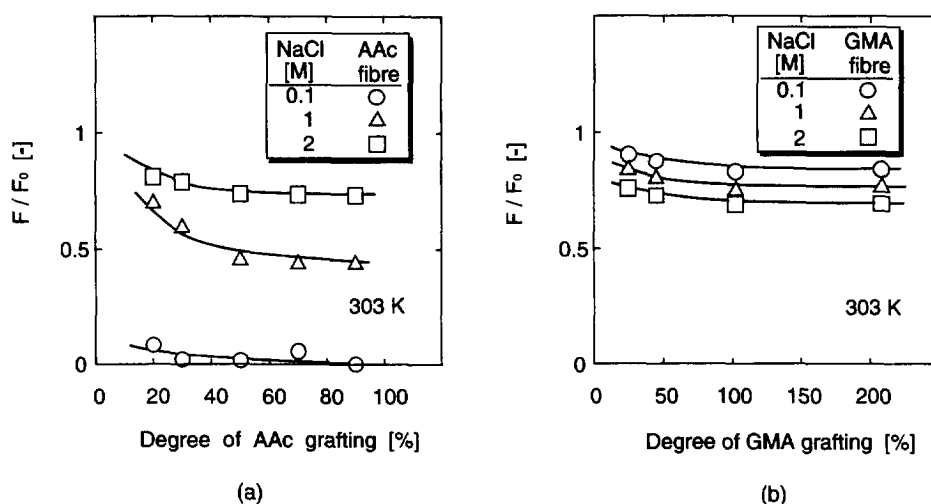 NaCl AAc
[M] fibre
0.1
1
2
F / F₀ [-]
1
0.5
0
303 K
0 20 40 60 80 100
Degree of AAc grafting [%]
(a)
NaCl GMA
[M] fibre
0.1
1
2
F / F₀ [-]
1
0.5
0
303 K
0 50 100 150 200
Degree of GMA grafting [%]
(b)